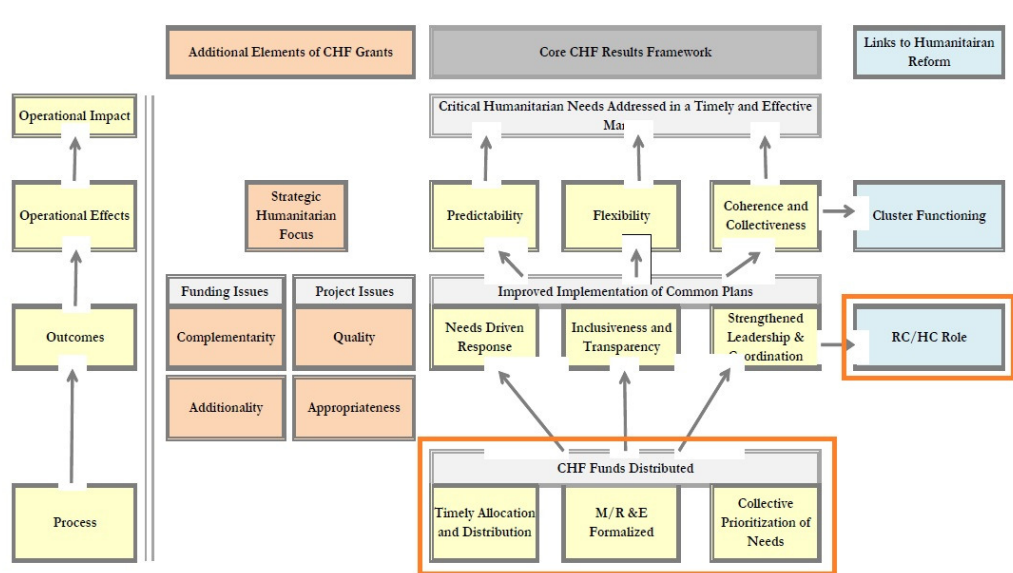 Additional Elements of CHF Grants
Core CHF Results Framework
Links to Humanitairan
Reform
Operational Impact
Critical Humanitarian Needs Addressed in a Timely and Effective
Operational Effects
Strategic
Humanitarian
Focus
Predictability
Flexibility
Coherence and
Collectiveness
Cluster Functioning
Funding Issues
Project Issues
Improved Implementation of Common Plans
Outcomes
Complementarity
Quality
Needs Driven
Response
Inclusiveness and
Transparency
Strengthened
Leadership &
Coordination
RC/HC Role
Additionality
Appropriateness
CHF Funds Distributed
Process
Timely Allocation
and Distribution
M/R &E
Formalized
Collective
Prioritization of
Needs